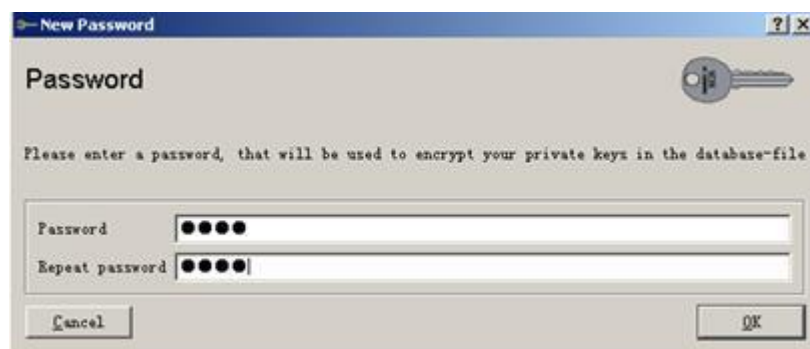 New Password
Password
Please enter a password, that will be used to encrypt your private keys in the database-file
Password ●●●●
Repeat password ●●●●
Cancel OK